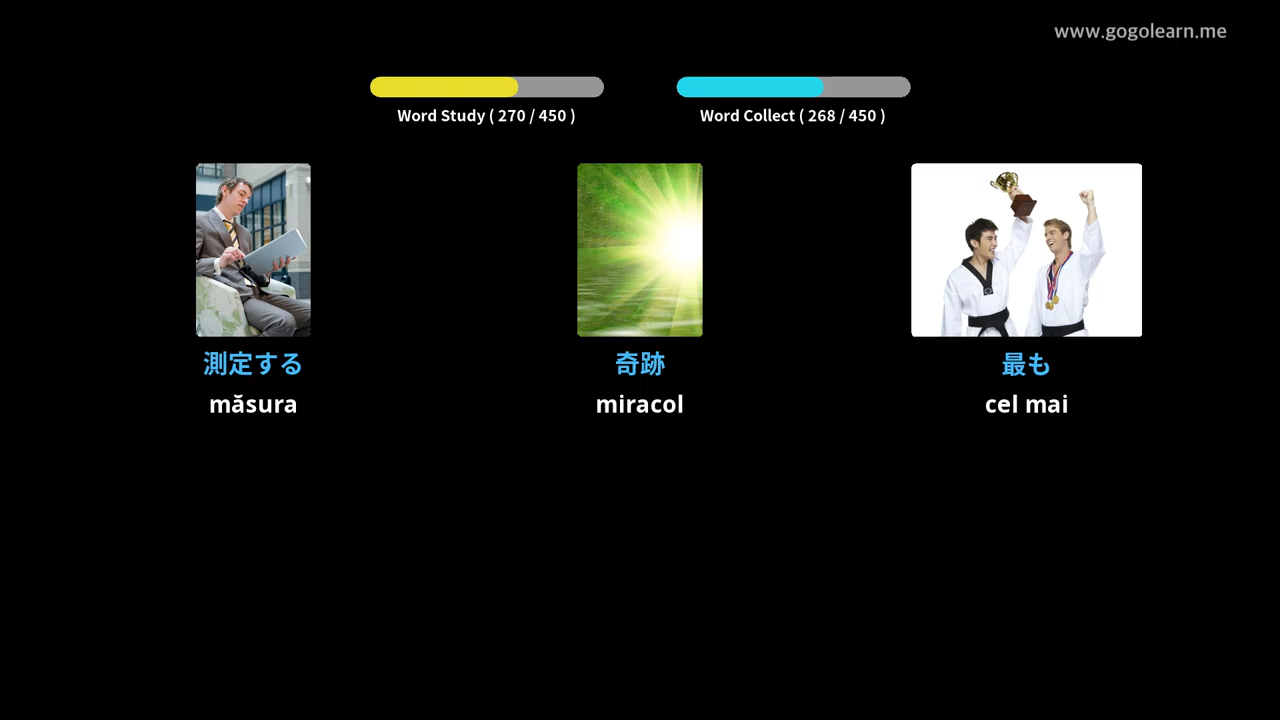 www.gogolearn.me
Word Study ( 270 / 450 )
Word Collect ( 268 / 450 )
測定する
奇跡
最も
măsura
miracol
cel mai